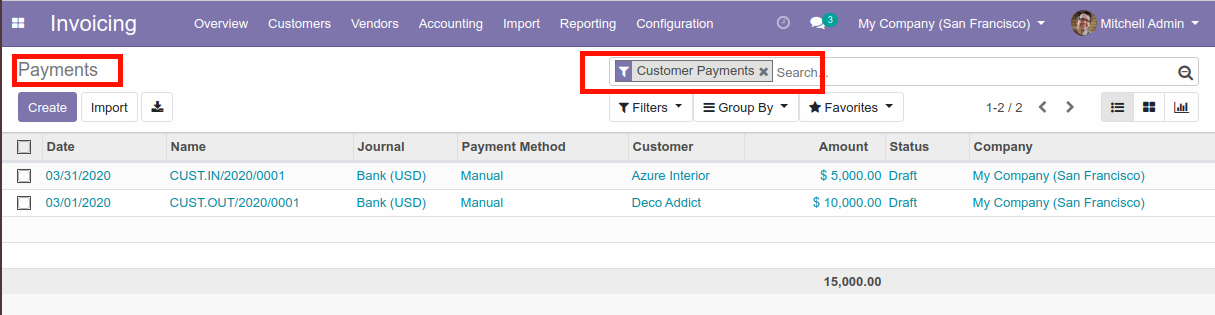 Invoicing Overview Customers Vendors Accounting Import Reporting Configuration 3 My Company (San Francisco) Mitchell Admin
Payments Customer Payments Search...
Create Import Filters Group By Favorites 1-2 / 2
Date Name Journal Payment Method Customer Amount Status Company
03/31/2020 CUST.IN/2020/0001 Bank (USD) Manual Azure Interior $ 5,000.00 Draft My Company (San Francisco)
03/01/2020 CUST.OUT/2020/0001 Bank (USD) Manual Deco Addict $ 10,000.00 Draft My Company (San Francisco)
15,000.00